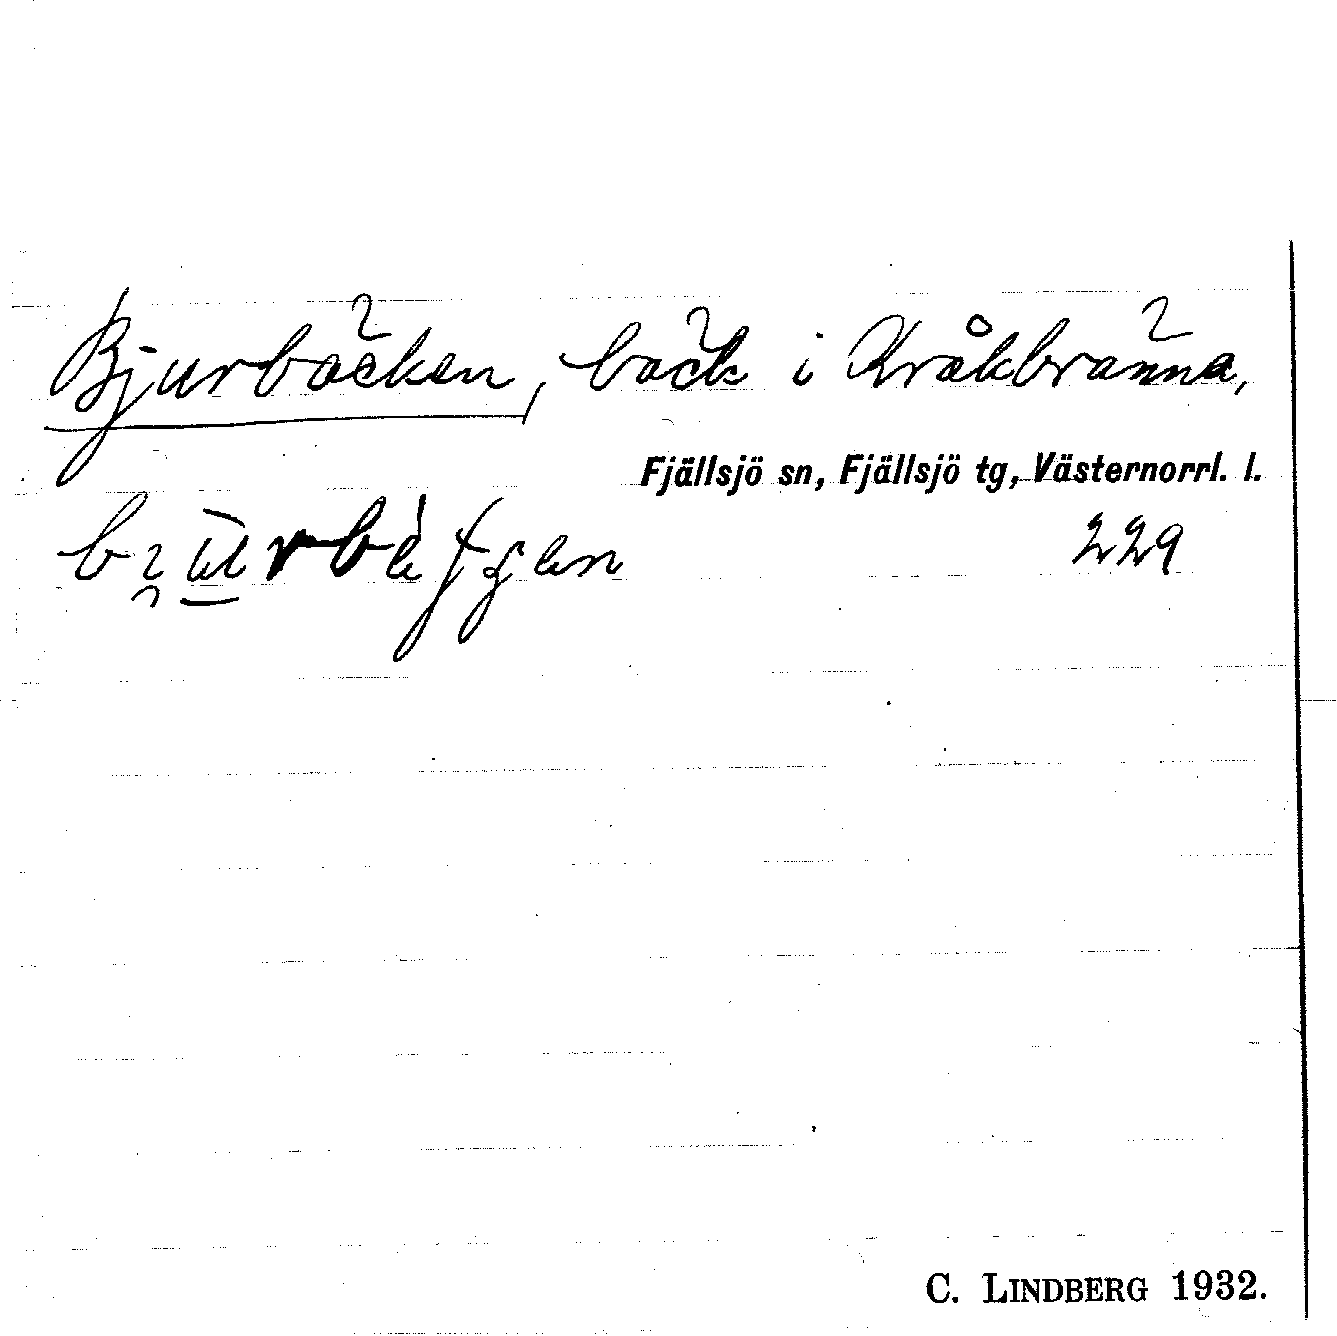 Bjurbäcken, bäck i Kråkbränna,
Fjällsjö sn, Fjällsjö tg, Västernorrl. l.
229
C. LINDBERG 1932.